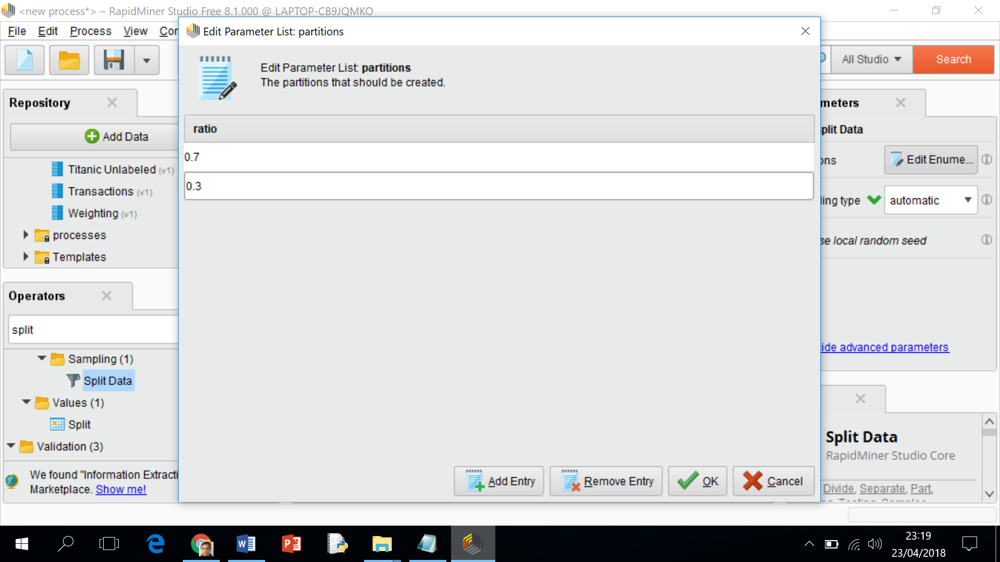 <new process*> – RapidMiner Studio Free 8.1.000 @ LAPTOP-CB9JQMKO
File Edit Process View
Edit Parameter List: partitions
Edit Parameter List: partitions
The partitions that should be created.
ratio
0.7
0.3
Add Entry
Remove Entry
OK
Cancel
All Studio
Search
Repository
Add Data
Titanic Unlabeled (v1)
Transactions (v1)
Weighting (v1)
processes
Templates
Operators
split
Sampling (1)
Split Data
Values (1)
Split
Validation (3)
We found "Information Extracti
Marketplace. Show me!
meters
plit Data
ons
Edit Enume...
ling type
automatic
se local random seed
ide advanced parameters
Split Data
RapidMiner Studio Core
Divide, Separate, Part,
23:19
23/04/2018